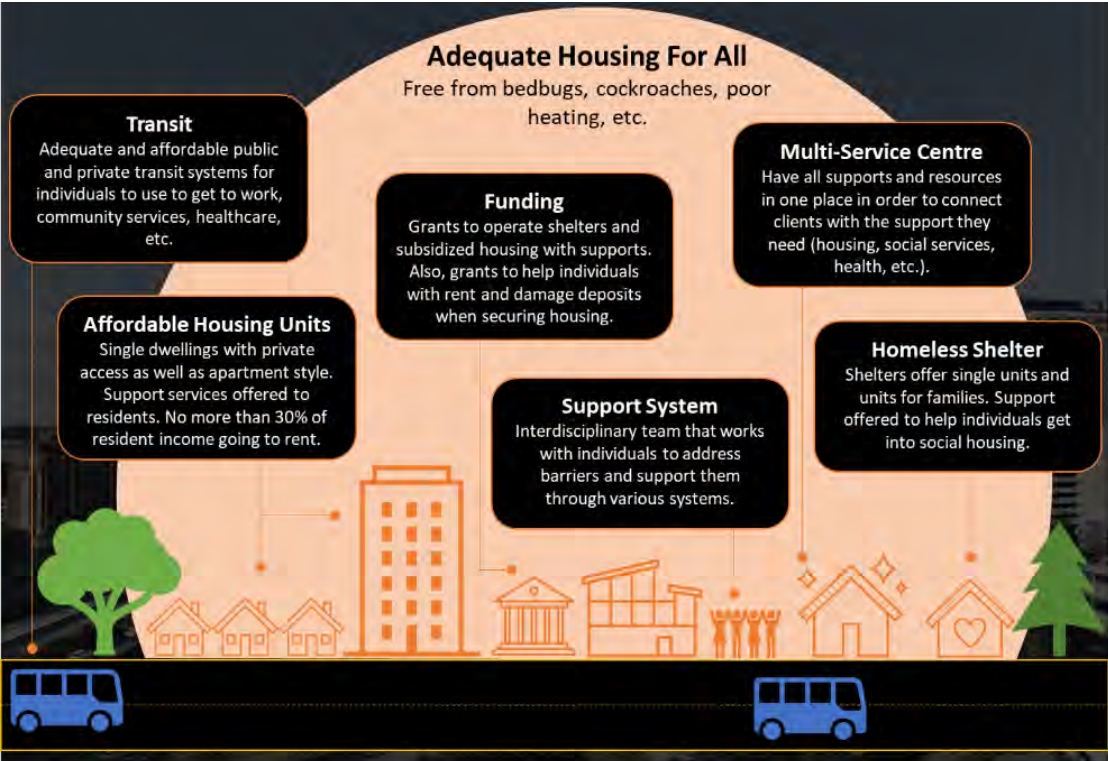 Adequate Housing For All
Free from bedbugs, cockroaches, poor
heating, etc.
Transit
Adequate and affordable public
and private transit systems for
individuals to use to get to work,
community services, healthcare,
etc.
Funding
Grants to operate shelters and
subsidized housing with supports.
Also, grants to help individuals
with rent and damage deposits
when securing housing.
Multi-Service Centre
Have all supports and resources
in one place in order to connect
clients with the support they
need (housing, social services,
health, etc.).
Affordable Housing Units
Single dwellings with private
access as well as apartment style.
Support services offered to
residents. No more than 30% of
resident income going to rent.
Support System
Interdisciplinary team that works
with individuals to address
barriers and support them
through various systems.
Homeless Shelter
Shelters offer single units and
units for families. Support
offered to help individuals get
into social housing.